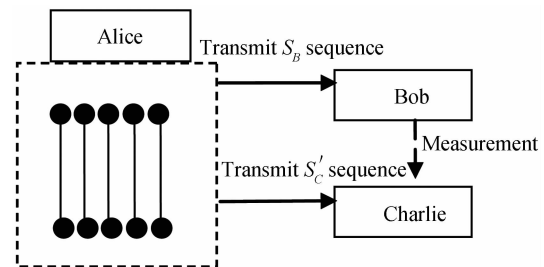 Alice
Transmit S_B sequence
Bob
Measurement
Transmit S'_C sequence
Charlie